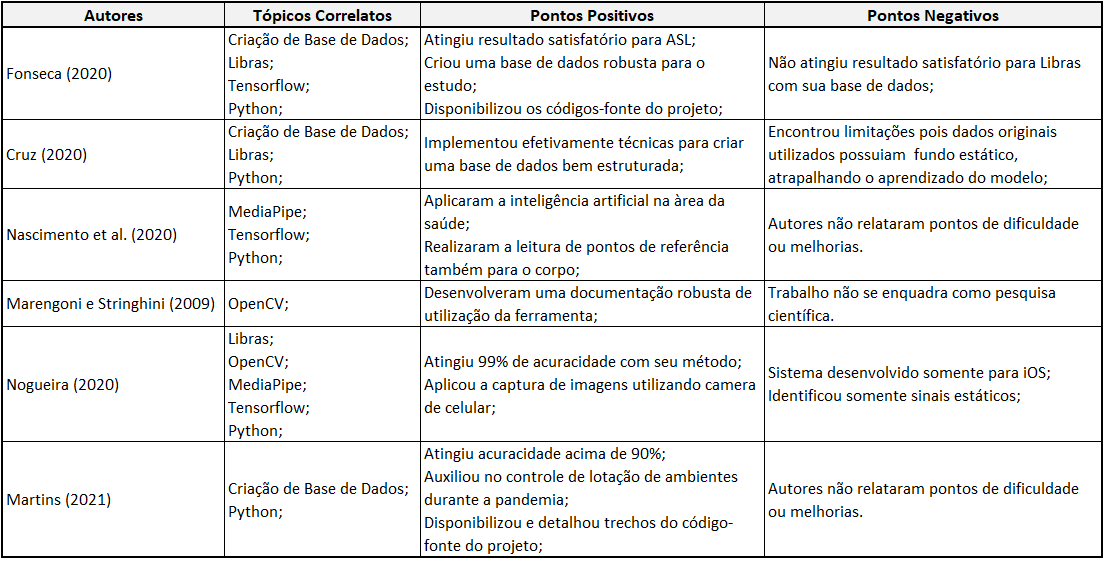 Autores Tópicos Correlatos Pontos Positivos Pontos Negativos
Fonseca (2020)
Criação de Base de Dados;
Libras;
Tensorflow;
Python;
Atingiu resultado satisfatório para ASL;
Criou uma base de dados robusta para o
estudo;
Disponibilizou os códigos-fonte do projeto;
Não atingiu resultado satisfatório para Libras
com sua base de dados;
Cruz (2020)
Criação de Base de Dados;
Libras;
Python;
Implementou efetivamente técnicas para criar
uma base de dados bem estruturada;
Encontrou limitações pois dados originais
utilizados possuiam  fundo estático,
atrapalhando o aprendizado do modelo;
Nascimento et al. (2020)
MediaPipe;
Tensorflow;
Python;
Aplicaram a inteligência artificial na àrea da
saúde;
Realizaram a leitura de pontos de referência
também para o corpo;
Autores não relataram pontos de dificuldade
ou melhorias.
Marengoni e Stringhini (2009)
OpenCV;
Desenvolveram uma documentação robusta de
utilização da ferramenta;
Trabalho não se enquadra como pesquisa
científica.
Nogueira (2020)
Libras;
OpenCV;
MediaPipe;
Tensorflow;
Python;
Atingiu 99% de acuracidade com seu método;
Aplicou a captura de imagens utilizando camera
de celular;
Sistema desenvolvido somente para iOS;
Identificou somente sinais estáticos;
Martins (2021)
Criação de Base de Dados;
Python;
Atingiu acuracidade acima de 90%;
Auxiliou no controle de lotação de ambientes
durante a pandemia;
Disponibilizou e detalhou trechos do código-
fonte do projeto;
Autores não relataram pontos de dificuldade
ou melhorias.